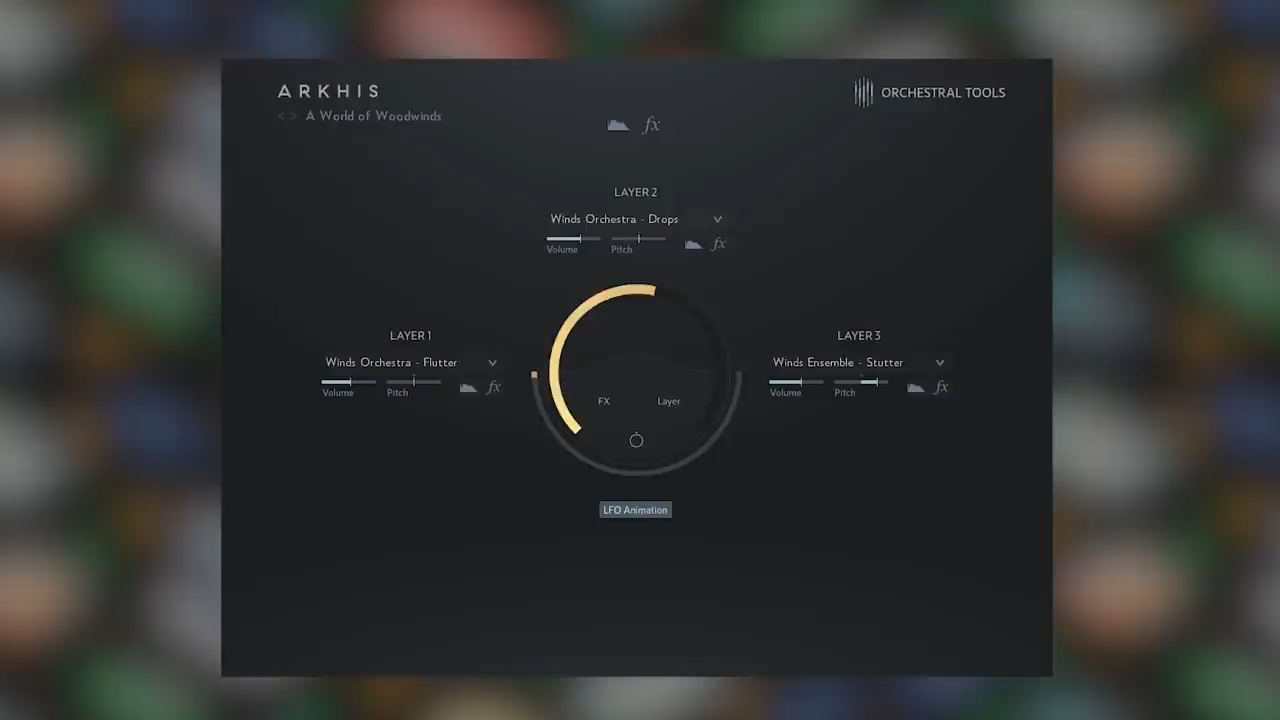 ARKHIS
ORCHESTRAL TOOLS
< > A World of Woodwinds
fx
LAYER 2
Winds Orchestra - Drops
Volume Pitch fx
LAYER 1
Winds Orchestra - Flutter
Volume Pitch fx
LAYER 3
Winds Ensemble - Stutter
Volume Pitch fx
FX Layer
LFO Animation